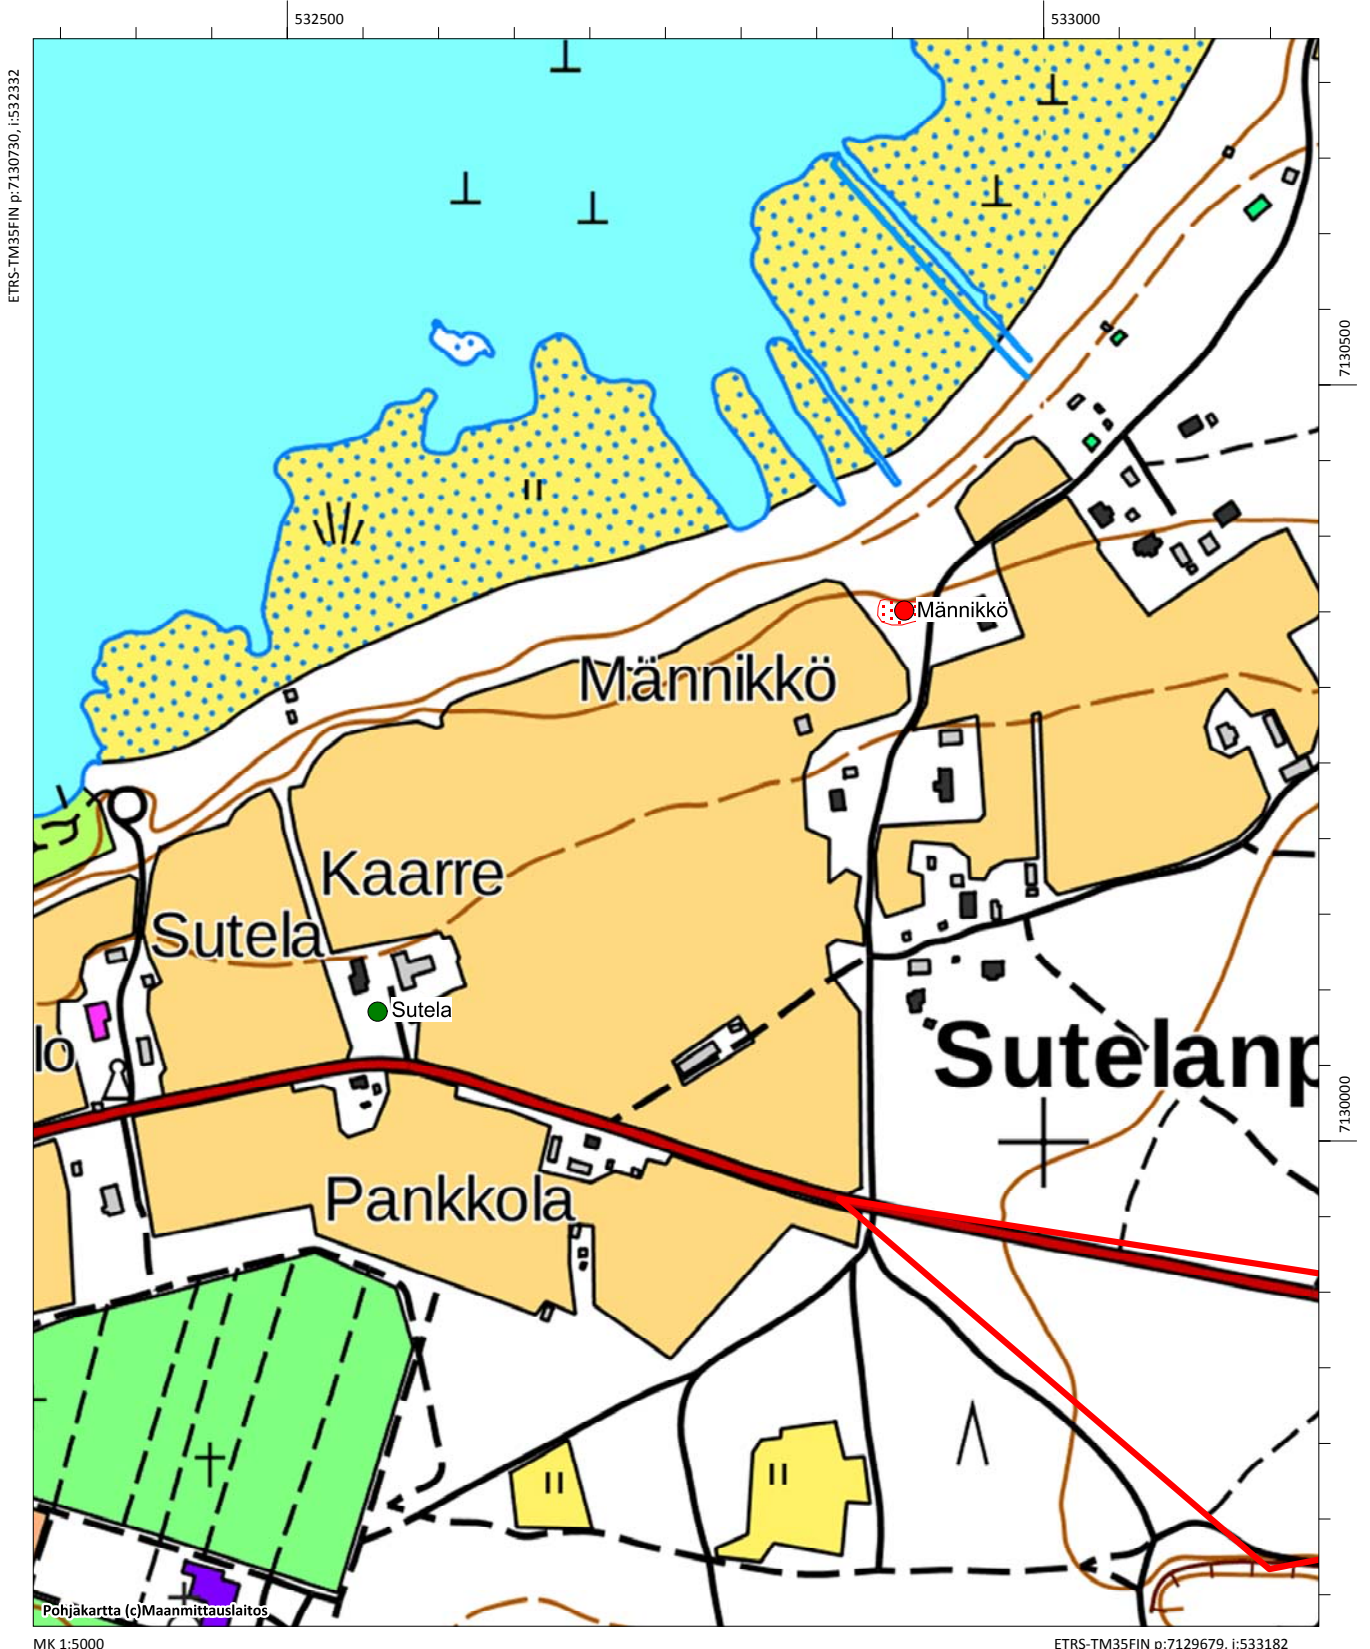 532500
533000
ETRS-TM35FIN p:7130730, i:532332
7130500
Männikkö
Männikkö
Kaarre
Sutela
Sutela
lo
Sutelanp
7130000
Pankkola
Pohjakartta (c)Maanmittauslaitos
MK 1:5000
ETRS-TM35FIN p:7129679, i:533182